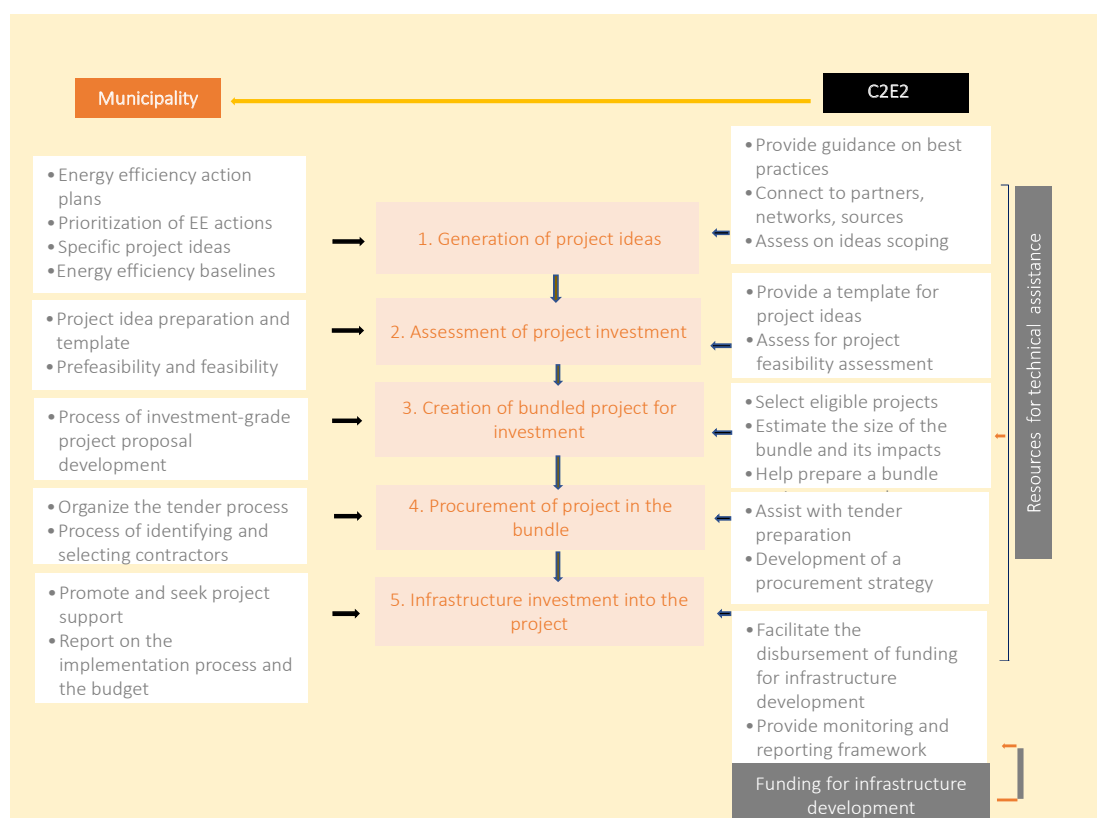 Municipality
C2E2
• Energy efficiency action
plans
• Prioritization of EE actions
• Specific project ideas
• Energy efficiency baselines
• Project idea preparation and
template
• Prefeasibility and feasibility
• Process of investment-grade
project proposal
development
• Organize the tender process
• Process of identifying and
selecting contractors
• Promote and seek project
support
• Report on the
implementation process and
the budget
1. Generation of project ideas
2. Assessment of project investment
3. Creation of bundled project for
investment
4. Procurement of project in the
bundle
5. Infrastructure investment into the
project
• Provide guidance on best
practices
• Connect to partners,
networks, sources
• Assess on ideas scoping
• Provide a template for
project ideas
• Assess for project
feasibility assessment
• Select eligible projects
• Estimate the size of the
bundle and its impacts
• Help prepare a bundle
• Assist with tender
preparation
• Development of a
procurement strategy
• Facilitate the
disbursement of funding
for infrastructure
development
• Provide monitoring and
reporting framework
Funding for infrastructure
development
Resources for technical assistance